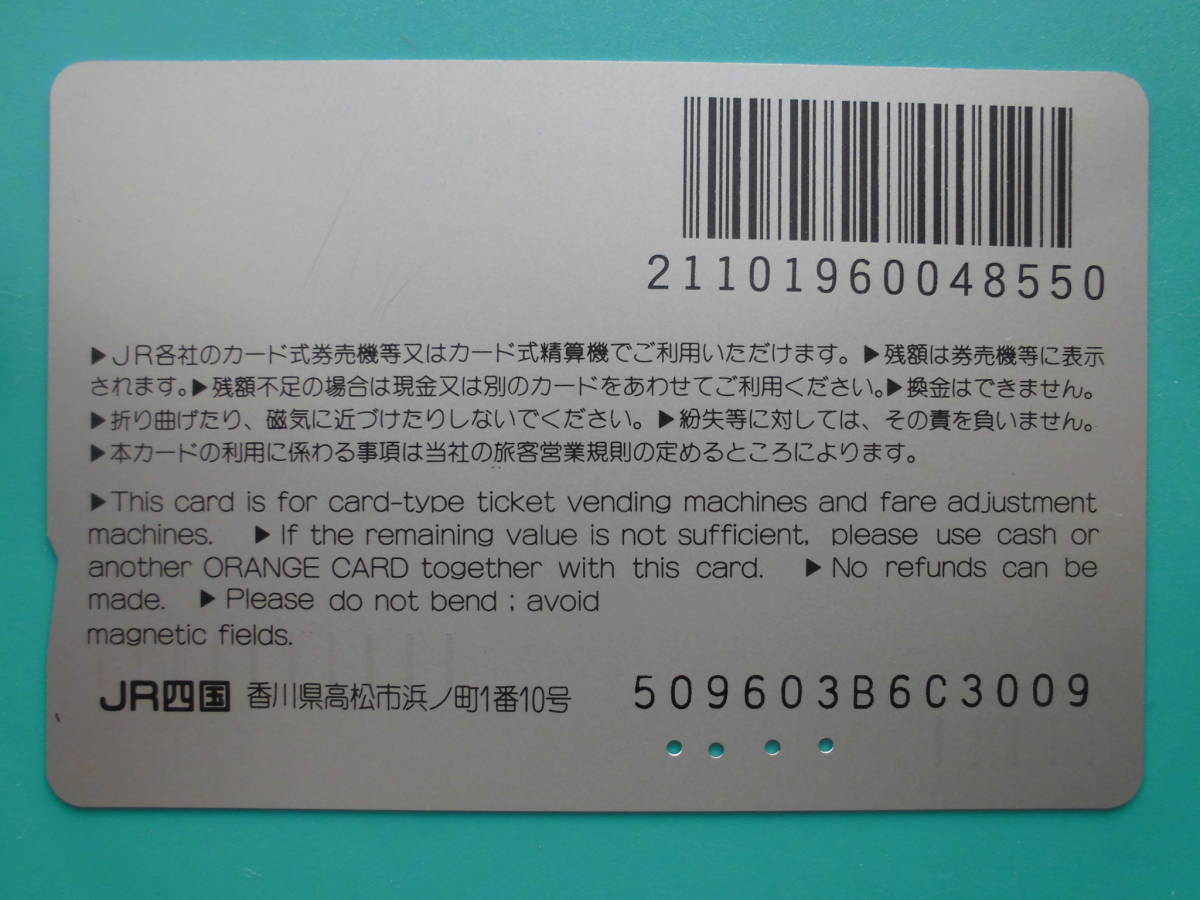 21101960048550
▶JR各社のカード式券売機等又はカード式精算機でご利用いただけます。▶残額は券売機等に表示
されます。▶残額不足の場合は現金又は別のカードをあわせてご利用ください。▶換金はできません。
▶折り曲げたり、磁気に近づけたりしないでください。▶紛失等に対しては、その責を負いません。
▶本カードの利用に係わる事項は当社の旅客営業規則の定めるところによります。
▶This card is for card-type ticket vending machines and fare adjustment
machines. ▶If the remaining value is not sufficient, please use cash or
another ORANGE CARD together with this card. ▶No refunds can be
made. ▶Please do not bend ; avoid
magnetic fields.
JR四国 香川県高松市浜ノ町1番10号 509603B6C3009